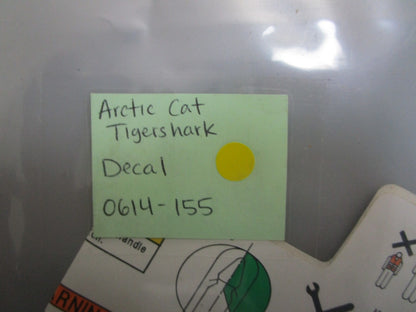 Arctic Cat
Tigershark
Decal
0614-155